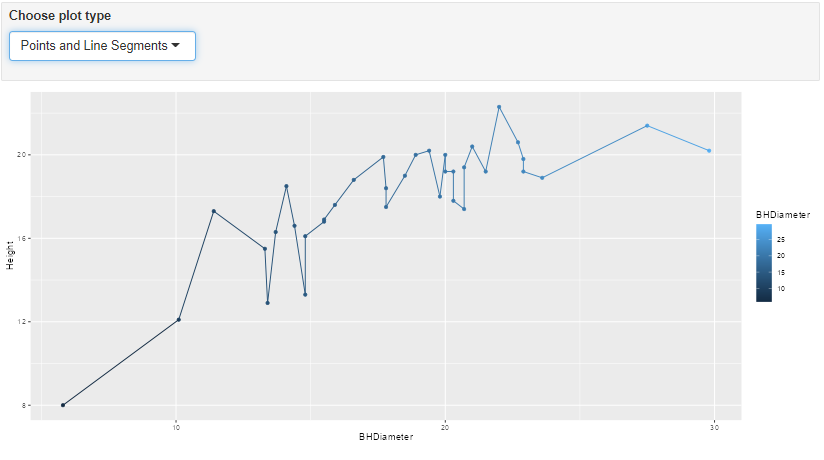 Choose plot type
Points and Line Segments
20
16
12
8
Height
10
20
30
BHDiameter
BHDiameter
25
20
15
10